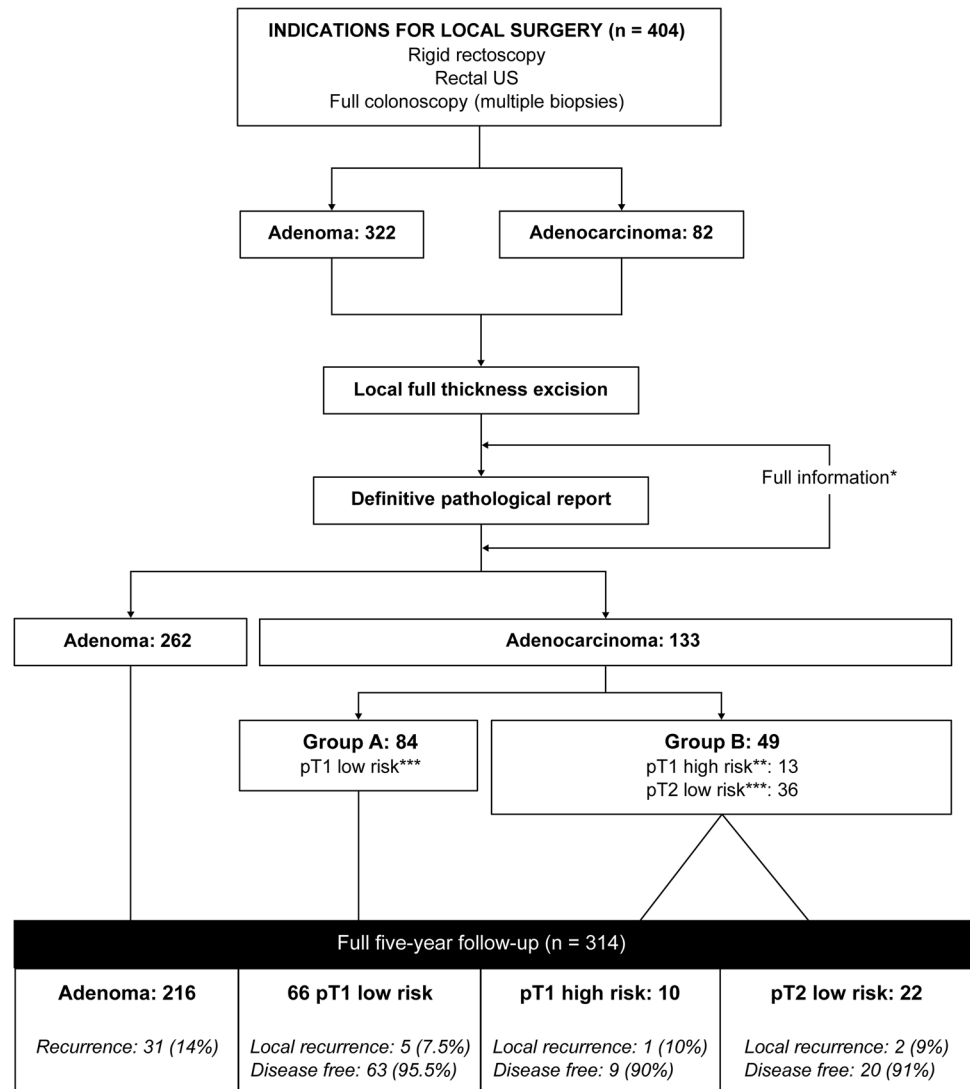 INDICATIONS FOR LOCAL SURGERY (n = 404)
Rigid rectoscopy
Rectal US
Full colonoscopy (multiple biopsies)
Adenoma: 322
Adenocarcinoma: 82
Local full thickness excision
Full information*
Definitive pathological report
Adenoma: 262
Adenocarcinoma: 133
Group A: 84
pT1 low risk***
Group B: 49
pT1 high risk**: 13
pT2 low risk***: 36
Full five-year follow-up (n = 314)
Adenoma: 216
Recurrence: 31 (14%)
66 pT1 low risk
Local recurrence: 5 (7.5%)
Disease free: 63 (95.5%)
pT1 high risk: 10
Local recurrence: 1 (10%)
Disease free: 9 (90%)
pT2 low risk: 22
Local recurrence: 2 (9%)
Disease free: 20 (91%)